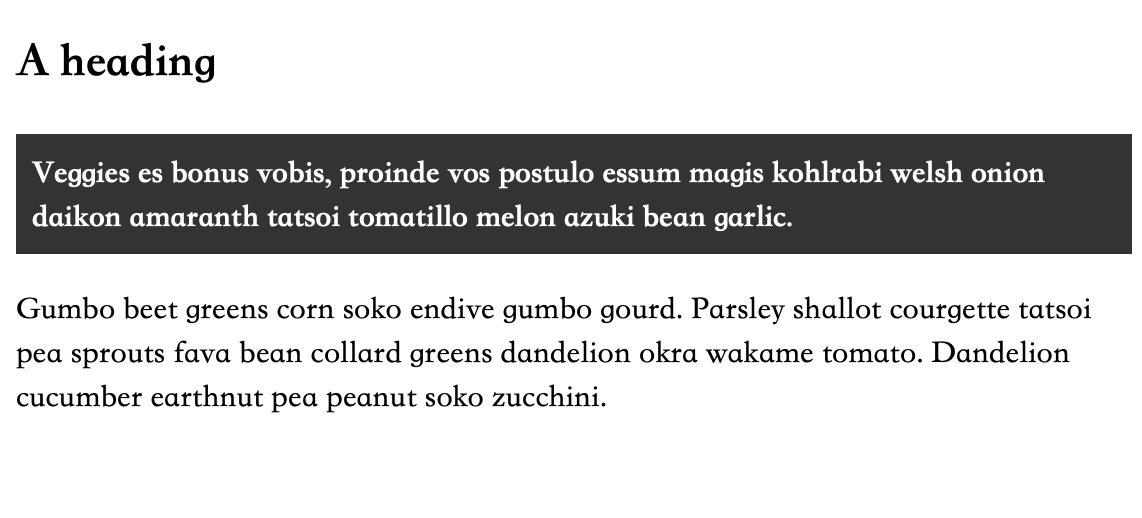 A heading
Veggies es bonus vobis, proinde vos postulo essum magis kohlrabi welsh onion
daikon amaranth tatsoi tomatillo melon azuki bean garlic.
Gumbo beet greens corn soko endive gumbo gourd. Parsley shallot courgette tatsoi
pea sprouts fava bean collard greens dandelion okra wakame tomato. Dandelion
cucumber earthnut pea peanut soko zucchini.